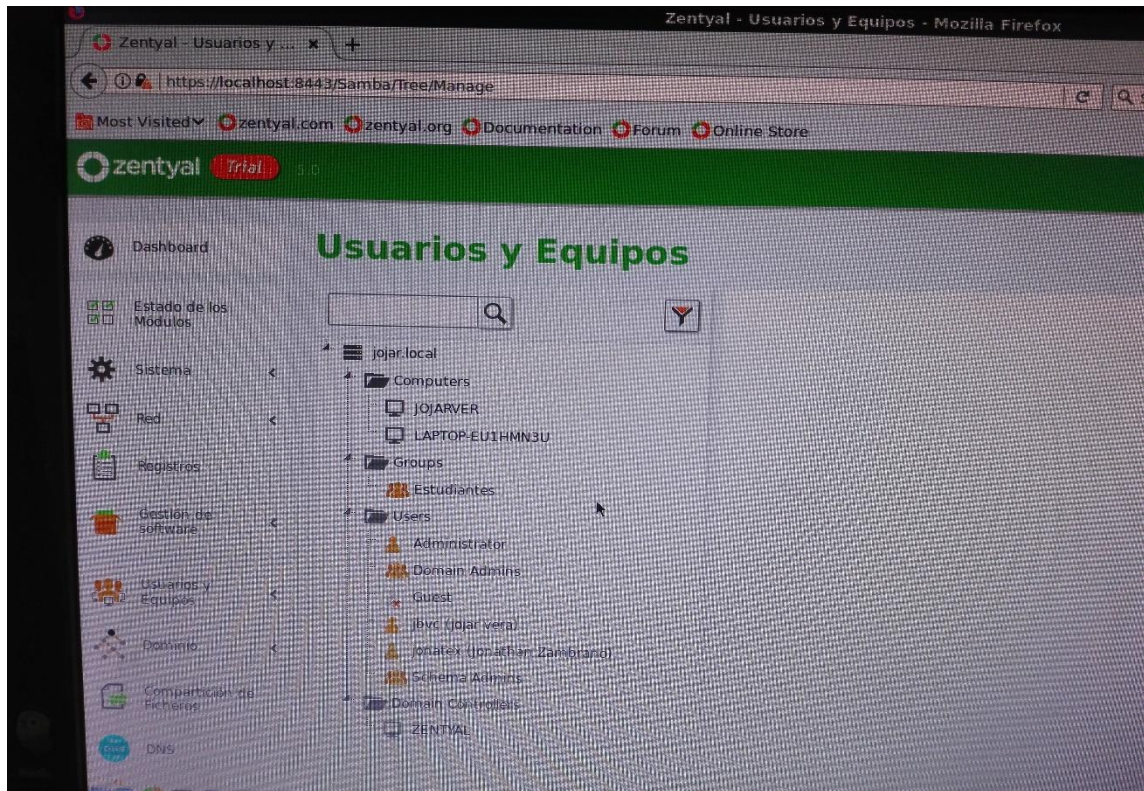 Zentyal - Usuarios y Equipos - Mozilla Firefox
Zentyal - Usuarios y ...
https://localhost:8443/Samba/Tree/Manage
Most Visited zentyal.com zentyal.org Documentation Forum Online Store
zentyal Trial 5.0
Dashboard
Estado de los
Módulos
Sistema
Red
Registros
Gestión de
software
Usuarios y
Equipos
Dominio
Compartición de
Ficheros
DNS
Usuarios y Equipos
jojar.local
Computers
JOJARVER
LAPTOP-EU1HMN3U
Groups
Estudiantes
Users
Administrator
Domain Admins
Guest
jbvc (jojar vera)
jonatex (Jonathan Zambrano)
Schema Admins
Domain Controllers
ZENTYAL